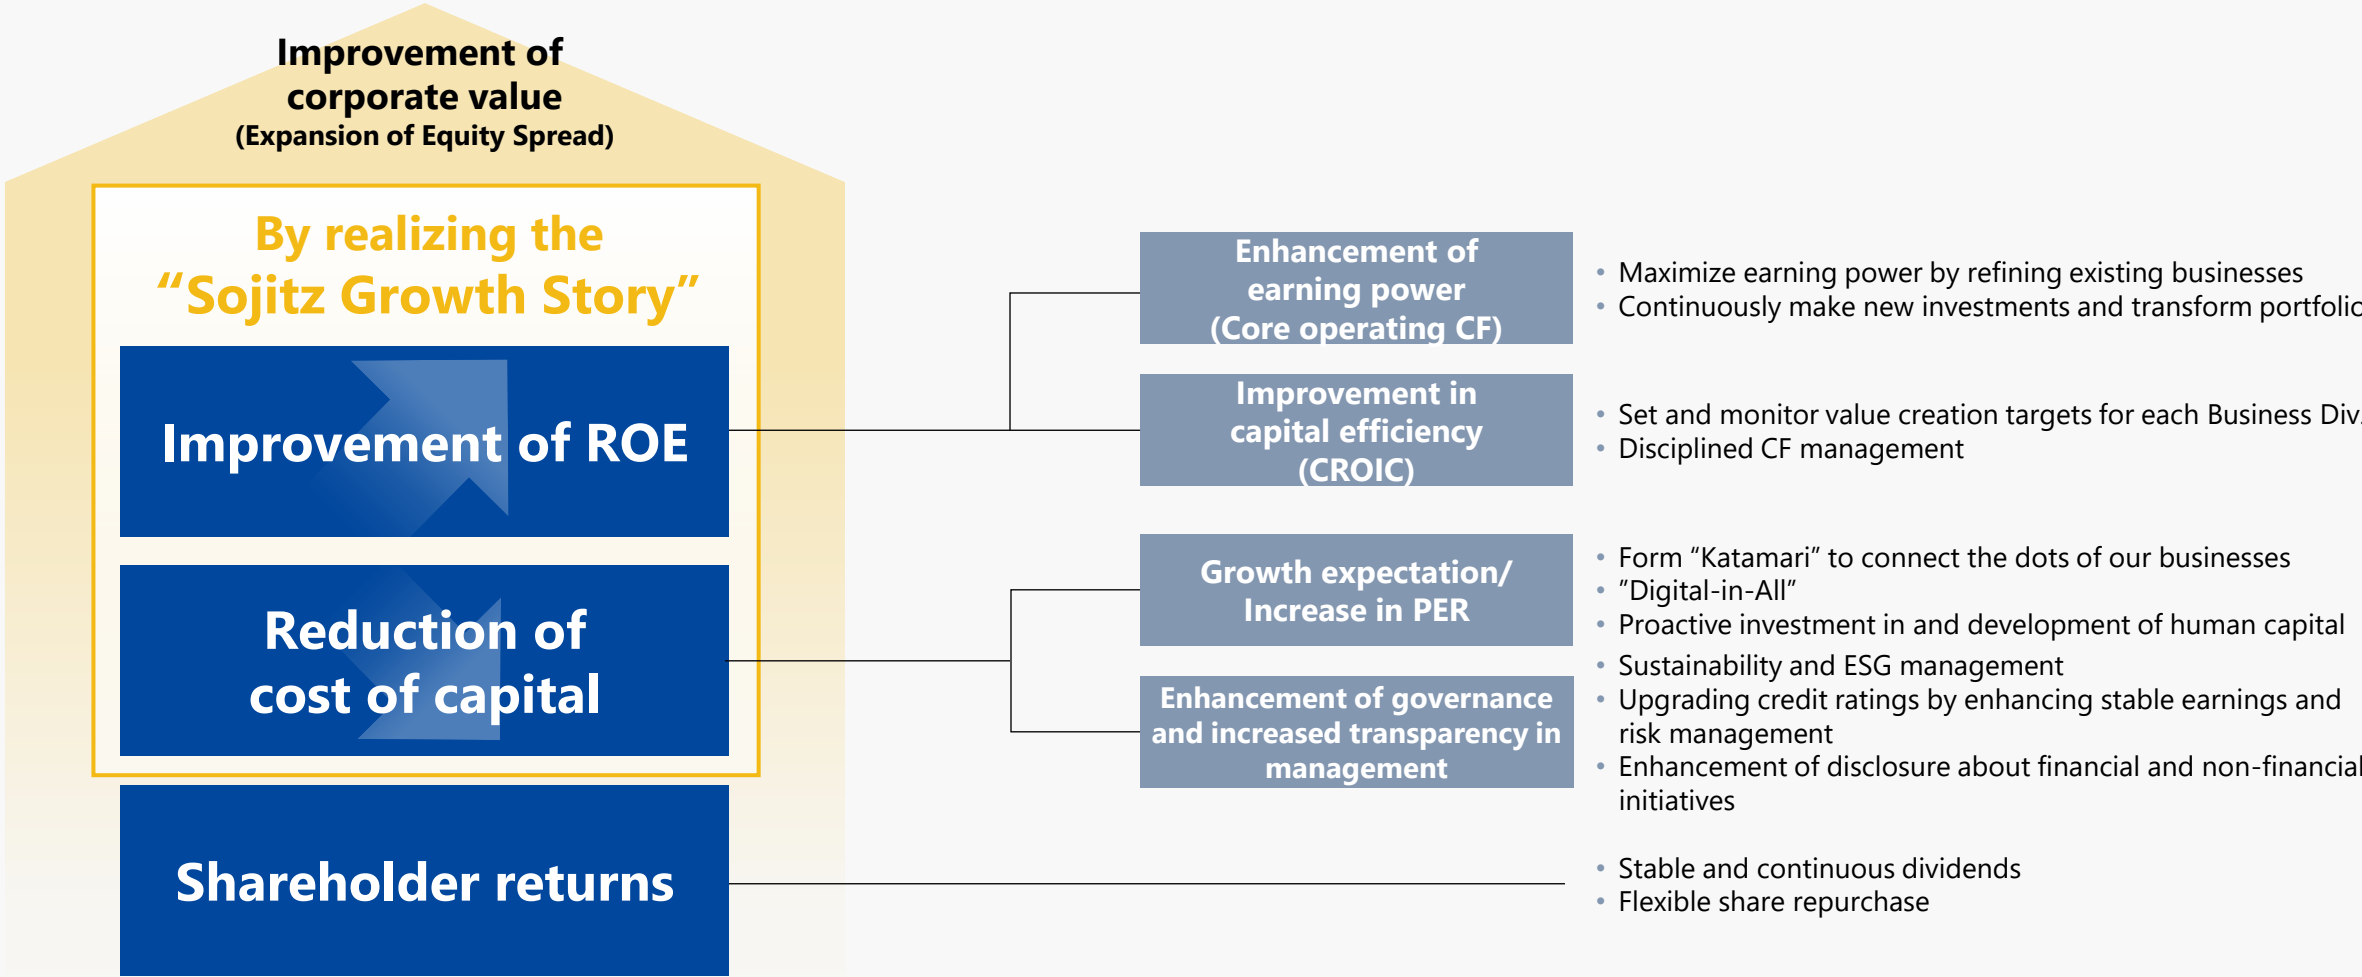 Improvement of
corporate value
(Expansion of Equity Spread)
By realizing the
“Sojitz Growth Story”
Improvement of ROE
Enhancement of
earning power
(Core operating CF)
• Maximize earning power by refining existing businesses
• Continuously make new investments and transform portfolio
Improvement in
capital efficiency
(CROIC)
• Set and monitor value creation targets for each Business Div.
• Disciplined CF management
Reduction of
cost of capital
Growth expectation/
Increase in PER
• Form “Katamari” to connect the dots of our businesses
• ”Digital-in-All”
• Proactive investment in and development of human capital
Enhancement of governance
and increased transparency in
management
• Sustainability and ESG management
• Upgrading credit ratings by enhancing stable earnings and
risk management
• Enhancement of disclosure about financial and non-financial
initiatives
Shareholder returns
• Stable and continuous dividends
• Flexible share repurchase